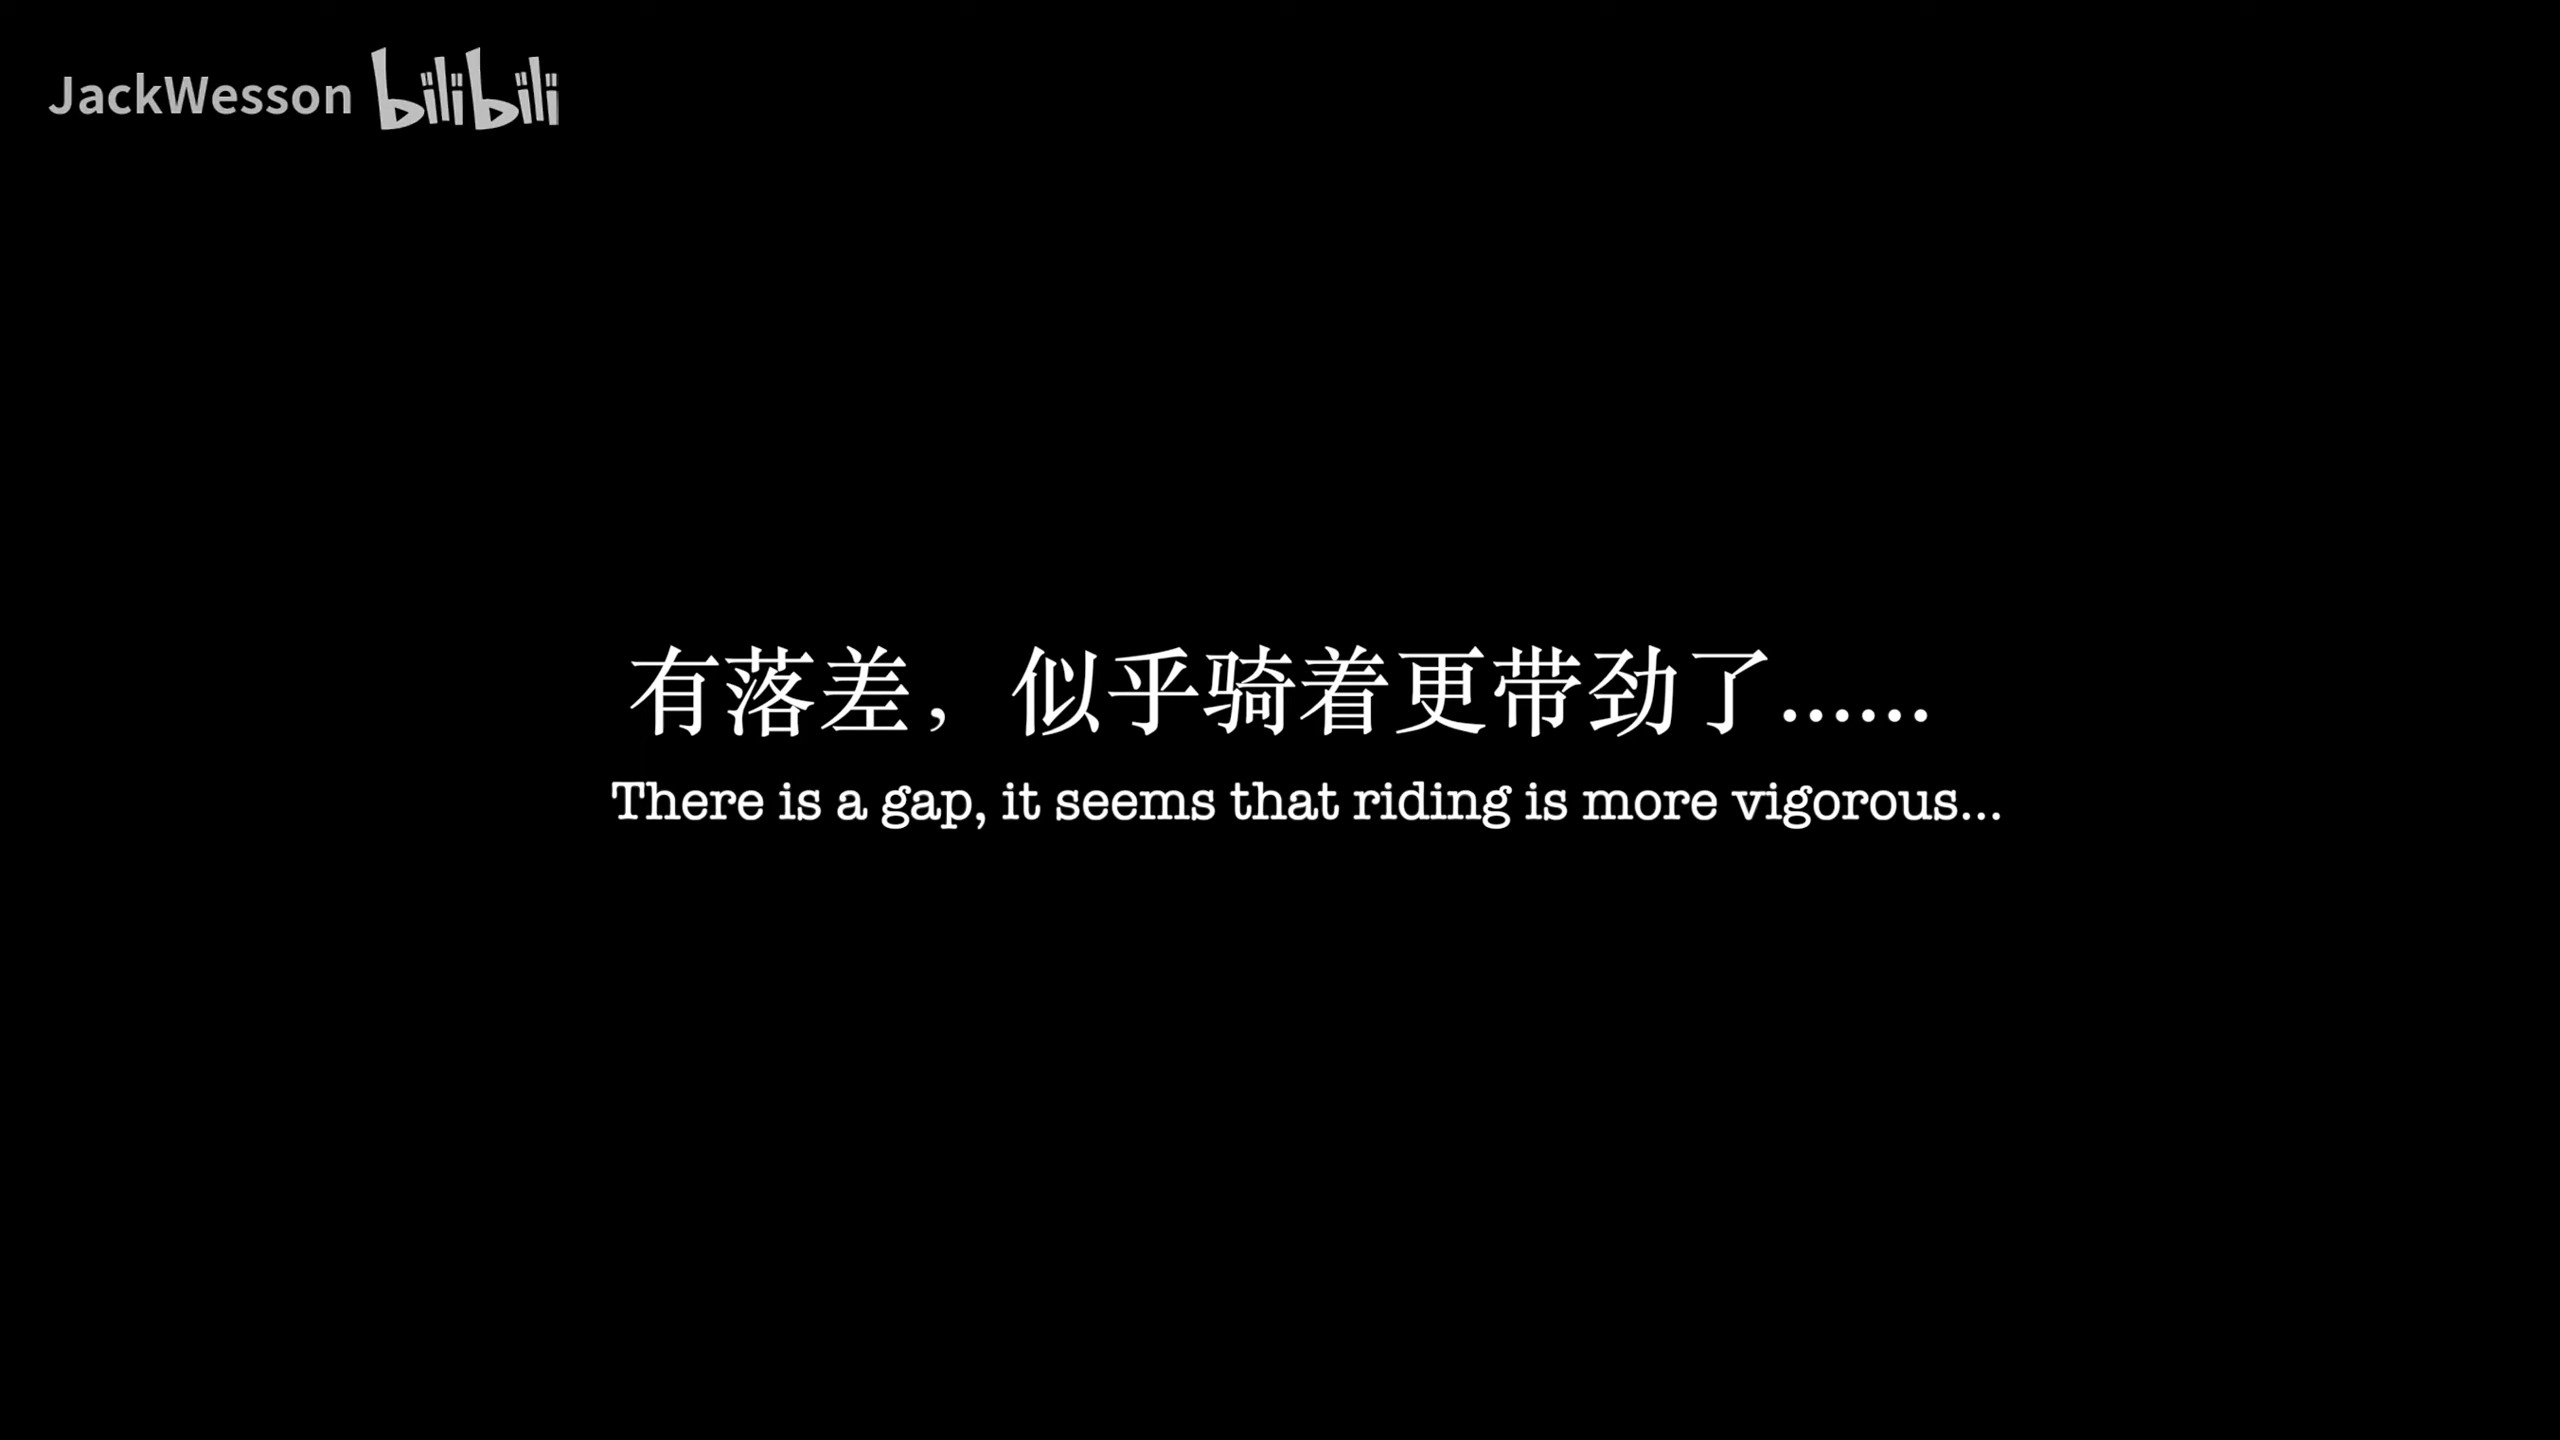 JackWesson bilibili
有落差，似乎骑着更带劲了......
There is a gap, it seems that riding is more vigorous...